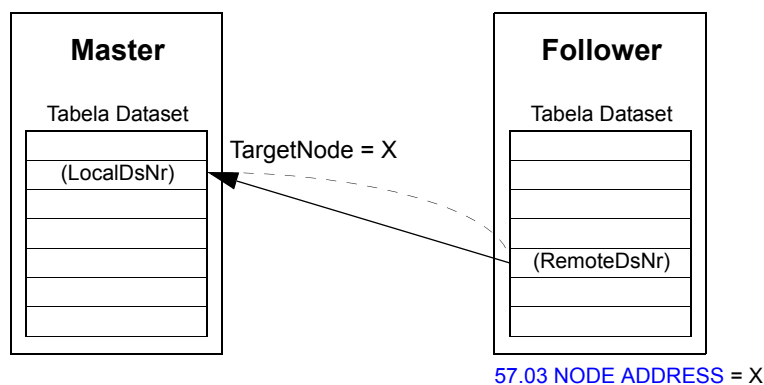 Master
Follower
Tabela Dataset
Tabela Dataset
TargetNode = X
(LocalDsNr)
(RemoteDsNr)
57.03 NODE ADDRESS = X